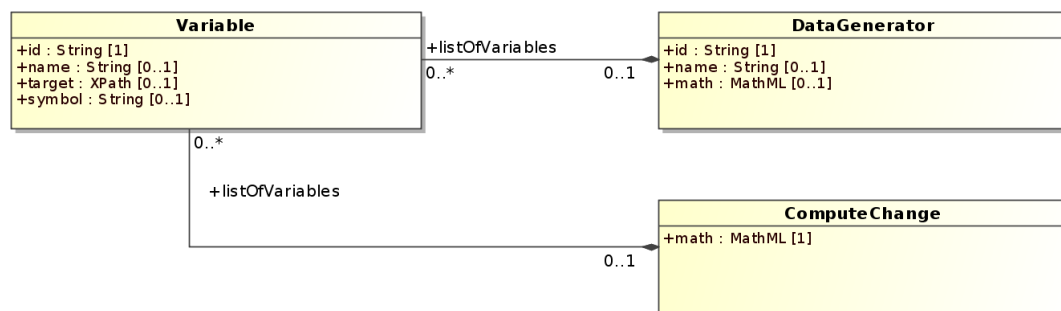 Variable
+id : String [1]
+name : String [0..1]
+target : XPath [0..1]
+symbol : String [0..1]
+listOfVariables
0..*
0..1
DataGenerator
+id : String [1]
+name : String [0..1]
+math : MathML [0..1]
0..*
+listOfVariables
0..1
ComputeChange
+math : MathML [1]